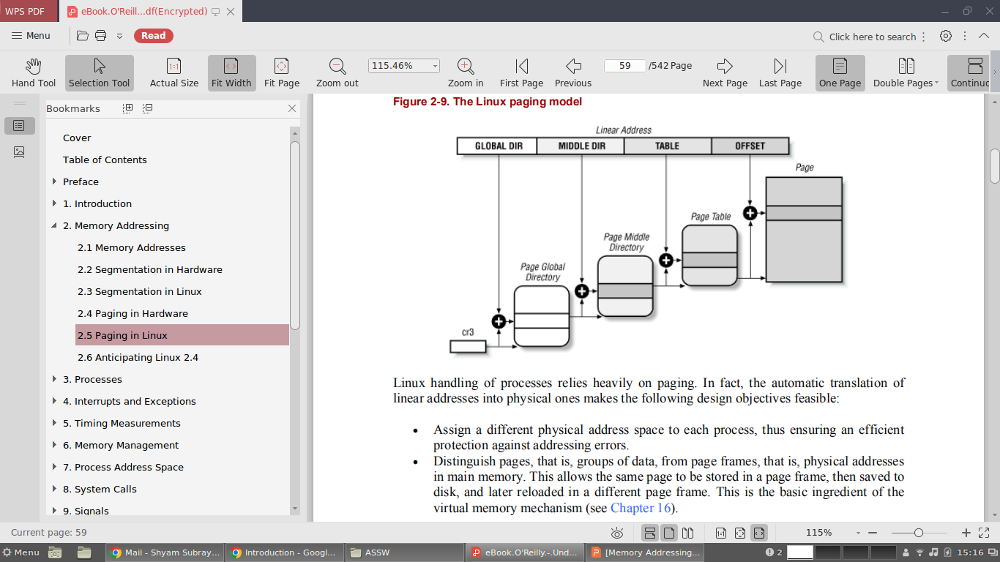 WPS PDF
eBook.O'Reill...df(Encrypted)
Menu
Read
Click here to search
Hand Tool
Selection Tool
Actual Size
Fit Width
Fit Page
Zoom out
115.46%
Zoom in
First Page
Previous
59 /542 Page
Next Page
Last Page
One Page
Double Pages
Continuc
Bookmarks
Cover
Table of Contents
Preface
1. Introduction
2. Memory Addressing
2.1 Memory Addresses
2.2 Segmentation in Hardware
2.3 Segmentation in Linux
2.4 Paging in Hardware
2.5 Paging in Linux
2.6 Anticipating Linux 2.4
3. Processes
4. Interrupts and Exceptions
5. Timing Measurements
6. Memory Management
7. Process Address Space
8. System Calls
9. Signals
Figure 2-9. The Linux paging model
Linear Address
GLOBAL DIR
MIDDLE DIR
TABLE
OFFSET
Page
Page Table
Page Middle
Directory
Page Global
Directory
cr3
Linux handling of processes relies heavily on paging. In fact, the automatic translation of
linear addresses into physical ones makes the following design objectives feasible:
• Assign a different physical address space to each process, thus ensuring an efficient
protection against addressing errors.
• Distinguish pages, that is, groups of data, from page frames, that is, physical addresses
in main memory. This allows the same page to be stored in a page frame, then saved to
disk, and later reloaded in a different page frame. This is the basic ingredient of the
virtual memory mechanism (see Chapter 16).
Current page: 59
1:1
115%
Menu
Mail - Shyam Subray...
Introduction - Googl...
ASSW
eBook.O'Reilly.-.Und...
[Memory Addressing...
2
15:16